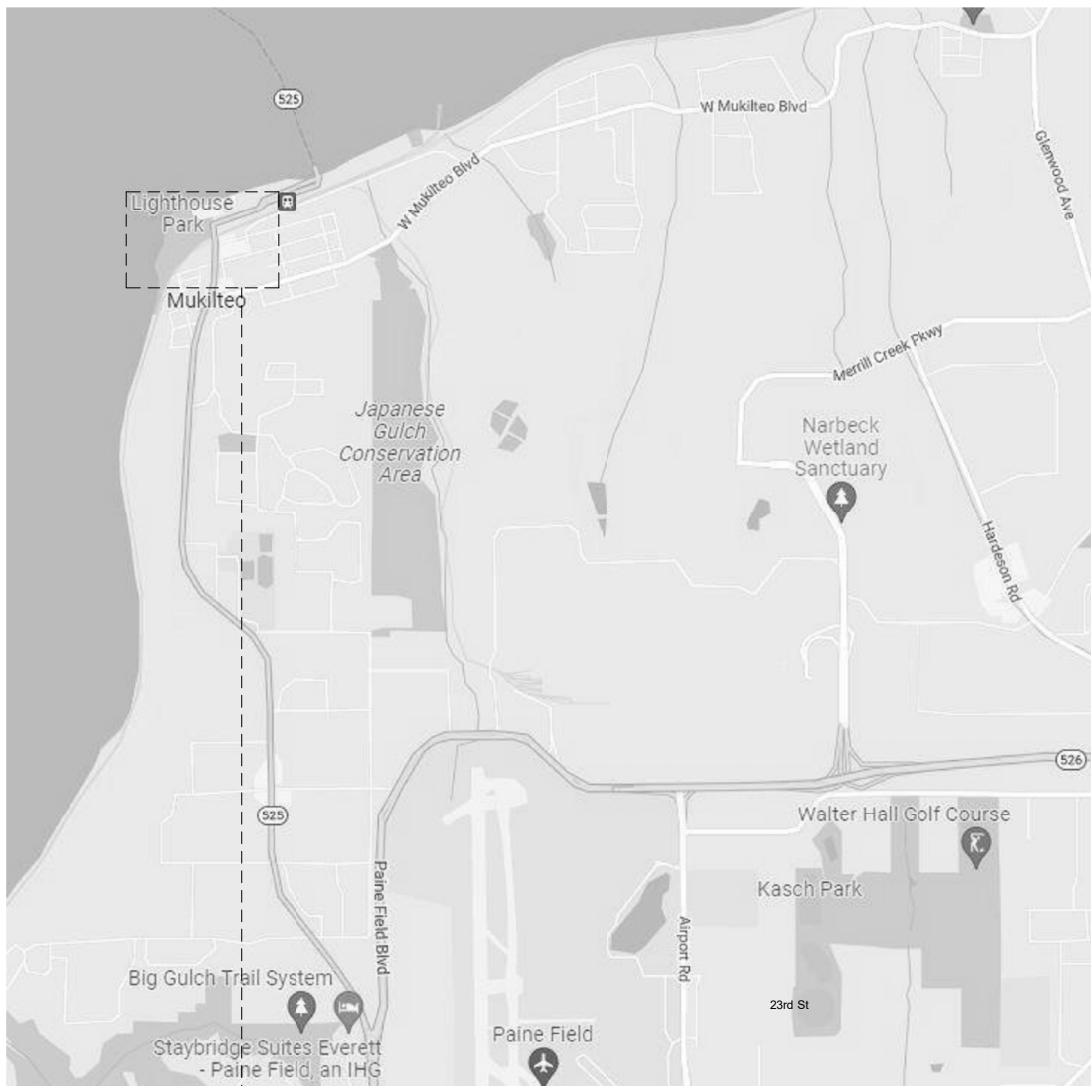 525
W Mukilteo Blvd
Glenwood Ave
W Mukilteo Blvd
Lighthouse
Park
Mukilteo
Merrill Creek Pkwy
Japanese
Gulch
Conservation
Area
Narbeck
Wetland
Sanctuary
Hardeson Rd
526
525
Walter Hall Golf Course
Paine Field Blvd
Kasch Park
Airport Rd
Big Gulch Trail System
23rd St
Staybridge Suites Everett
- Paine Field, an IHG
Paine Field